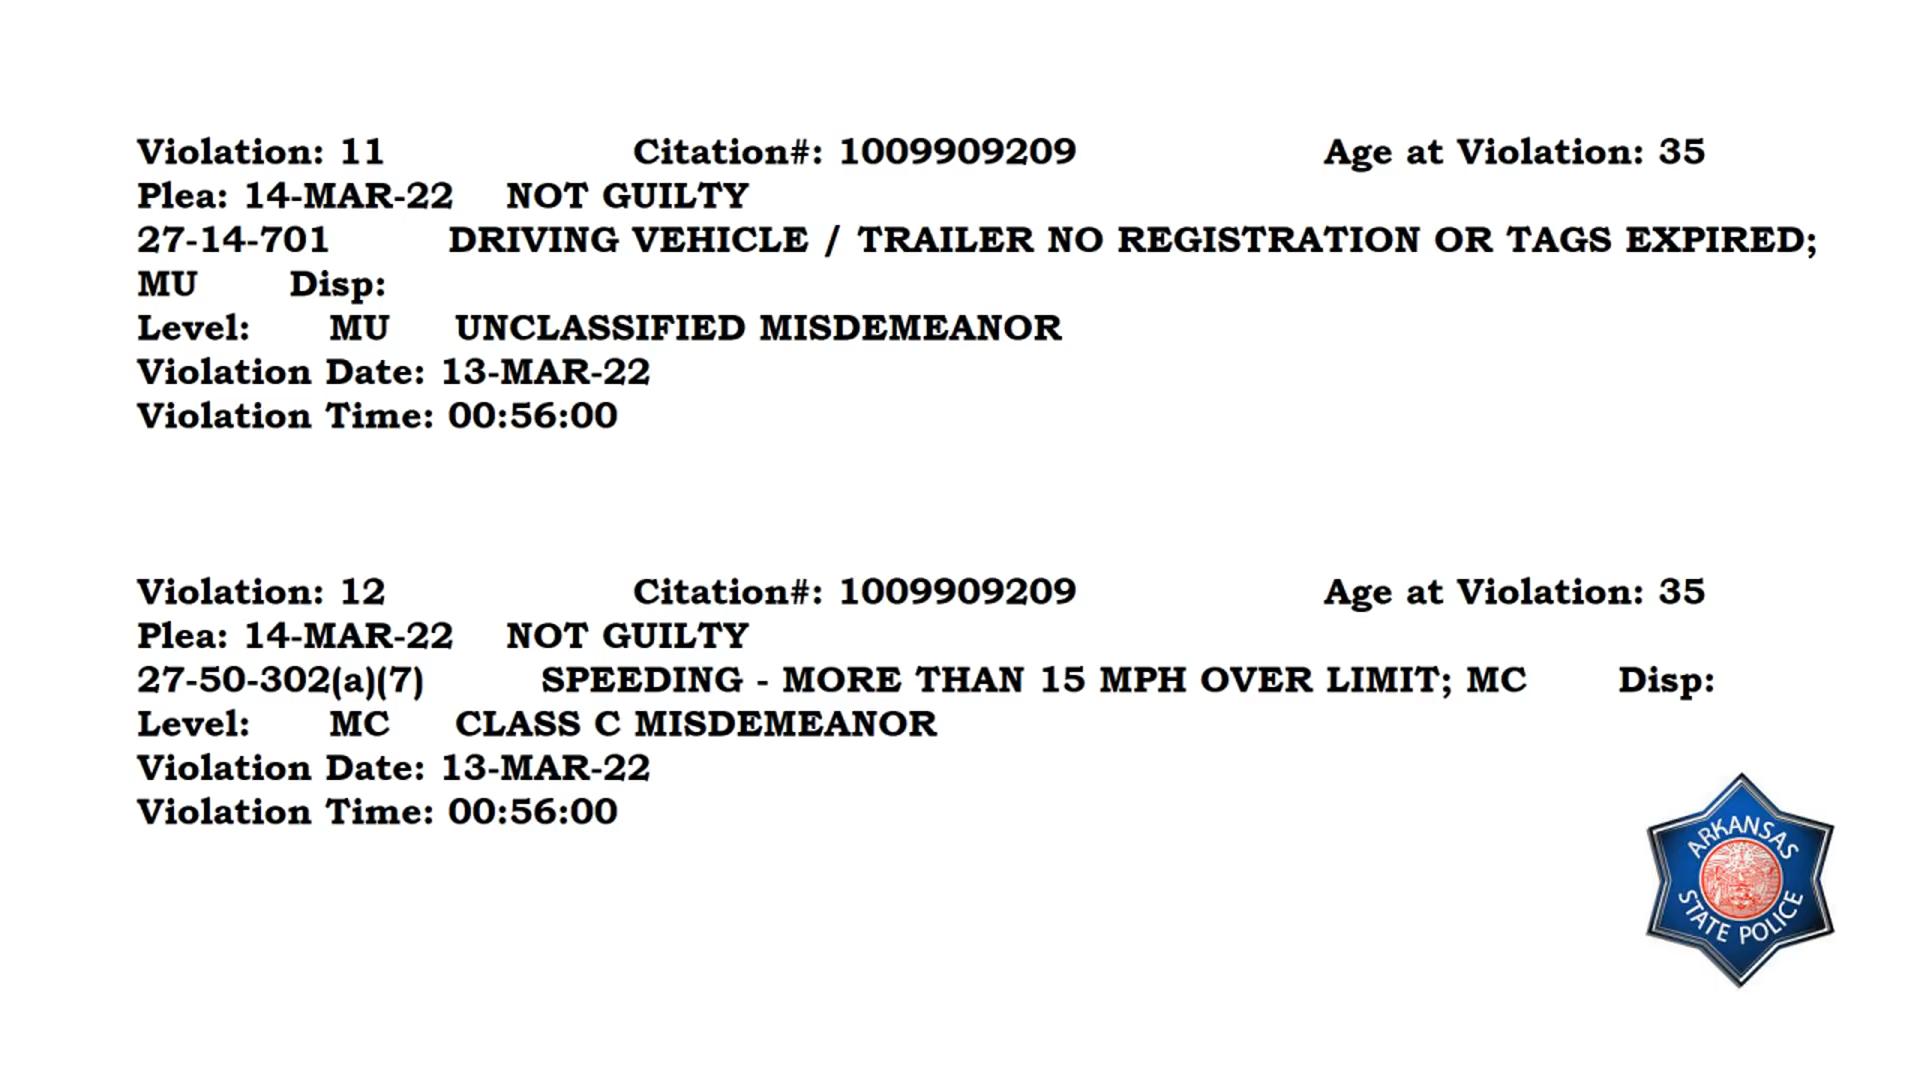 Violation: 11 Citation#: 1009909209 Age at Violation: 35
Plea: 14-MAR-22 NOT GUILTY
27-14-701 DRIVING VEHICLE / TRAILER NO REGISTRATION OR TAGS EXPIRED;
MU Disp:
Level: MU UNCLASSIFIED MISDEMEANOR
Violation Date: 13-MAR-22
Violation Time: 00:56:00
Violation: 12 Citation#: 1009909209 Age at Violation: 35
Plea: 14-MAR-22 NOT GUILTY
27-50-302(a)(7) SPEEDING - MORE THAN 15 MPH OVER LIMIT; MC Disp:
Level: MC CLASS C MISDEMEANOR
Violation Date: 13-MAR-22
Violation Time: 00:56:00
ARKANSAS
STATE POLICE